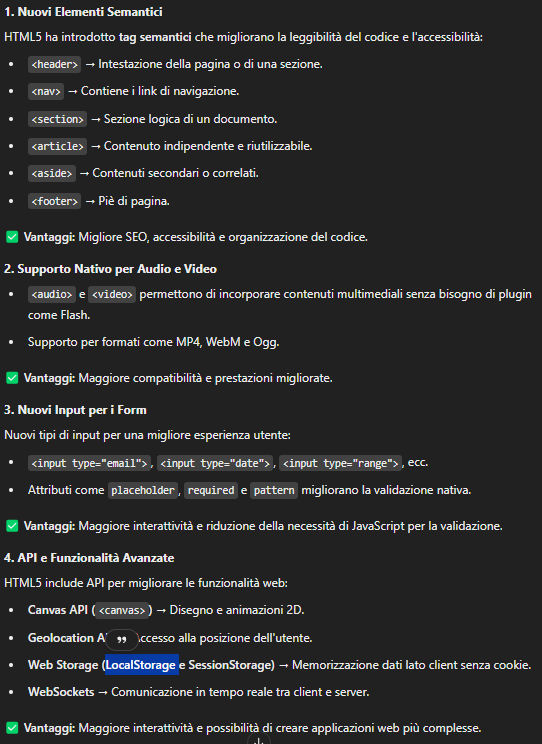 1. Nuovi Elementi Semantici
HTML5 ha introdotto tag semantici che migliorano la leggibilità del codice e l'accessibilità:
• <header> → Intestazione della pagina o di una sezione.
• <nav> → Contiene i link di navigazione.
• <section> → Sezione logica di un documento.
• <article> → Contenuto indipendente e riutilizzabile.
• <aside> → Contenuti secondari o correlati.
• <footer> → Piè di pagina.
✅ Vantaggi: Migliore SEO, accessibilità e organizzazione del codice.
2. Supporto Nativo per Audio e Video
• <audio> e <video> permettono di incorporare contenuti multimediali senza bisogno di plugin
come Flash.
• Supporto per formati come MP4, WebM e Ogg.
✅ Vantaggi: Maggiore compatibilità e prestazioni migliorate.
3. Nuovi Input per i Form
Nuovi tipi di input per una migliore esperienza utente:
• <input type="email">, <input type="date">, <input type="range">, ecc.
• Attributi come placeholder, required e pattern migliorano la validazione nativa.
✅ Vantaggi: Maggiore interattività e riduzione della necessità di JavaScript per la validazione.
4. API e Funzionalità Avanzate
HTML5 include API per migliorare le funzionalità web:
• Canvas API (<canvas>) → Disegno e animazioni 2D.
• Geolocation alla posizione dell'utente.
• Web Storage (LocalStorage e SessionStorage) → Memorizzazione dati lato client senza cookie.
• WebSockets → Comunicazione in tempo reale tra client e server.
✅ Vantaggi: Maggiore interattività e possibilità di creare applicazioni web più complesse.